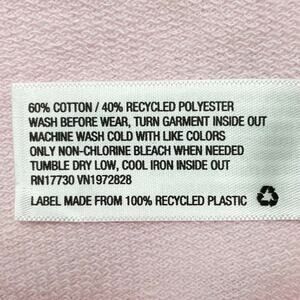 60% COTTON / 40% RECYCLED POLYESTER
WASH BEFORE WEAR, TURN GARMENT INSIDE OUT
MACHINE WASH COLD WITH LIKE COLORS
ONLY NON-CHLORINE BLEACH WHEN NEEDED
TUMBLE DRY LOW, COOL IRON INSIDE OUT
RN17730 VN1972828
LABEL MADE FROM 100% RECYCLED PLASTIC